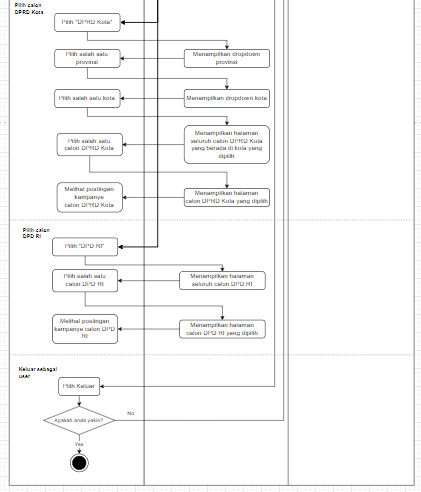 Pilih calon
DPRD Kota
Pilih "DPRD Kota"
Pilih salah satu
provinsi
Menampilkan dropdown
provinsi
Pilih salah satu kota
Menampilkan dropdown kota
Pilih salah satu
calon DPRD Kota
Menampilkan halaman
seluruh calon DPRD Kota
yang berada di kota yang
dipilih
Melihat postingan
kampanye
calon DPRD Kota
Menampilkan halaman
calon DPRD Kota yang dipilih
Pilih calon
DPD RI
Pilih "DPD RI"
Pilih salah satu
calon DPD RI
Menampilkan halaman
seluruh calon DPD RI
Melihat postingan
kampanye calon DPD
RI
Menampilkan halaman
calon DPD RI yang dipilih
Keluar sebagai
user
Pilih Keluar
Apakah anda yakin?
No
Yes